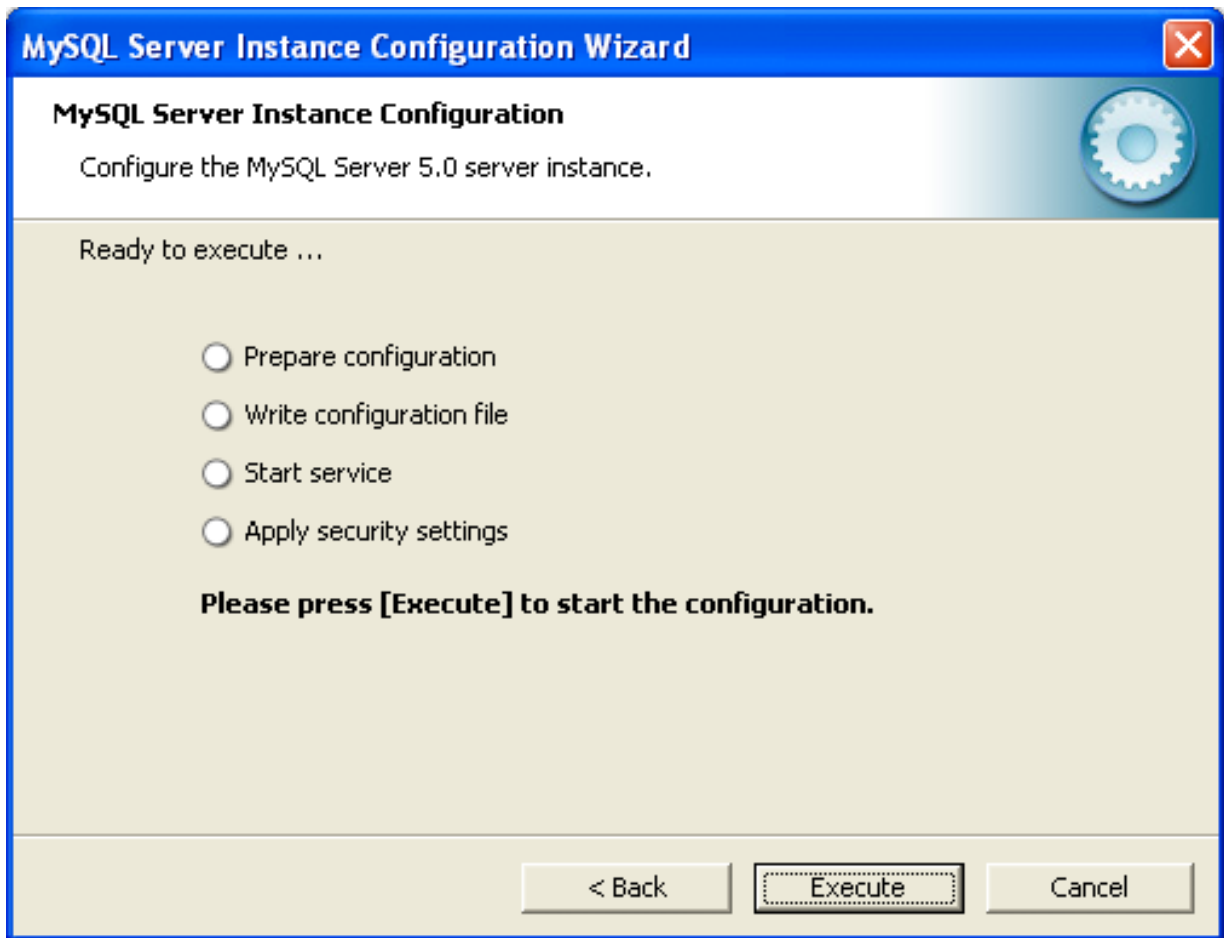 MySQL Server Instance Configuration Wizard
MySQL Server Instance Configuration
Configure the MySQL Server 5.0 server instance.
Ready to execute ...
Prepare configuration
Write configuration file
Start service
Apply security settings
Please press [Execute] to start the configuration.
< Back Execute Cancel